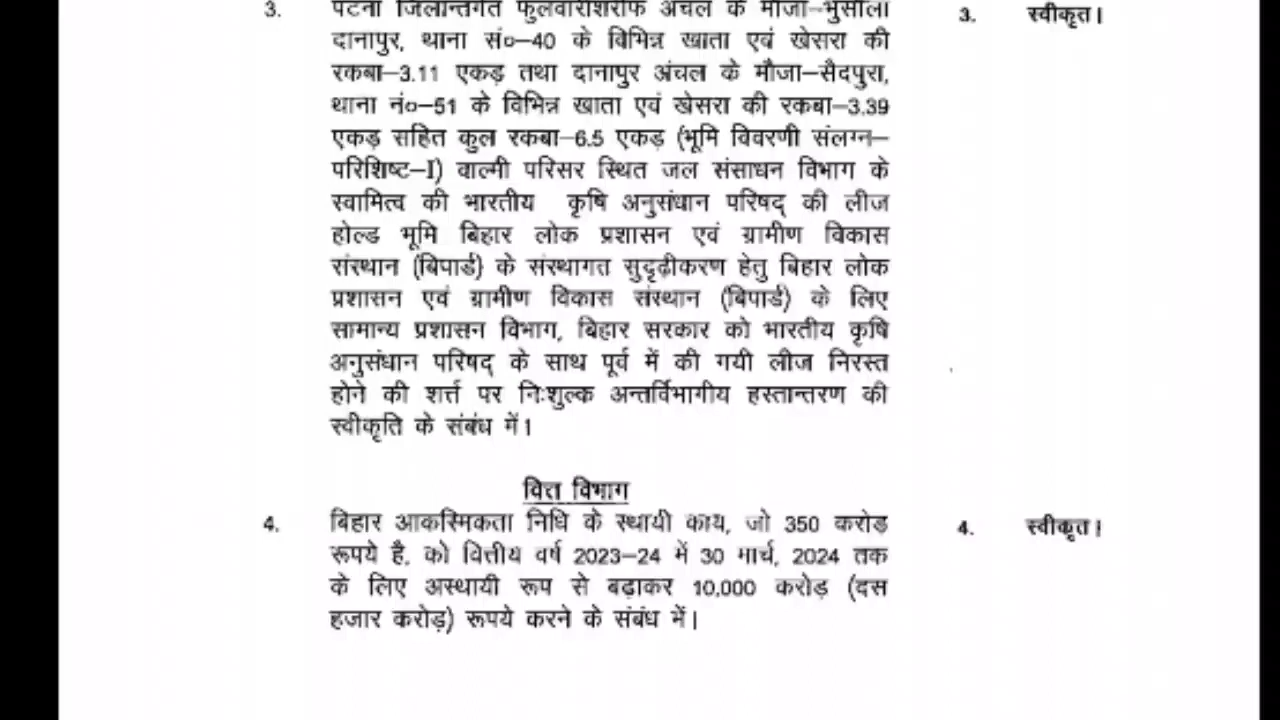 3. पटना जिलान्तर्गत फुलवारीशरीफ अंचल के मौजा–भुसौला 3. स्वीकृत।
दानापुर, थाना सं०–40 के विभिन्न खाता एवं खेसरा की
रकबा–3.11 एकड़ तथा दानापुर अंचल के मौजा–सैदपुरा,
थाना नं०–51 के विभिन्न खाता एवं खेसरा की रकबा–3.39
एकड़ सहित कुल रकबा–6.5 एकड़ (भूमि विवरणी संलग्न–
परिशिष्ट–I) वाल्मी परिसर स्थित जल संसाधन विभाग के
स्वामित्व की भारतीय कृषि अनुसंधान परिषद् की लीज
होल्ड भूमि बिहार लोक प्रशासन एवं ग्रामीण विकास
संस्थान (बिपार्ड) के संस्थागत सुदृढ़ीकरण हेतु बिहार लोक
प्रशासन एवं ग्रामीण विकास संस्थान (बिपार्ड) के लिए
सामान्य प्रशासन विभाग, बिहार सरकार को भारतीय कृषि
अनुसंधान परिषद् के साथ पूर्व में की गयी लीज निरस्त
होने की शर्त्त पर निःशुल्क अन्तर्विभागीय हस्तान्तरण की
स्वीकृति के संबंध में।
वित्त विभाग
4. बिहार आकस्मिकता निधि के स्थायी काय, जो 350 करोड़ 4. स्वीकृत।
रूपये है, को वित्तीय वर्ष 2023–24 में 30 मार्च, 2024 तक
के लिए अस्थायी रूप से बढ़ाकर 10,000 करोड़ (दस
हजार करोड़) रूपये करने के संबंध में।